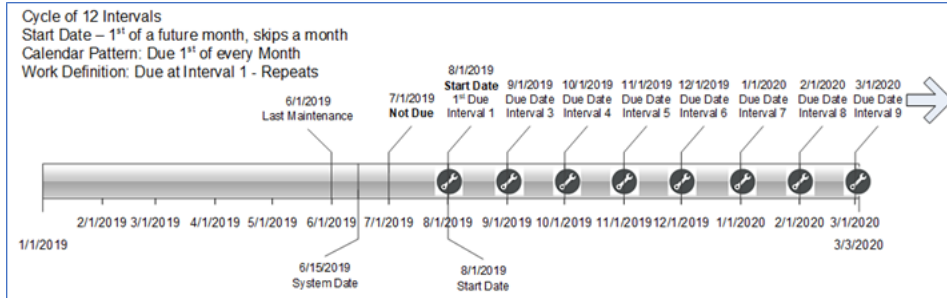 Cycle of 12 Intervals
Start Date – 1st of a future month, skips a month
Calendar Pattern: Due 1st of every Month
Work Definition: Due at Interval 1 - Repeats
6/1/2019
Last Maintenance
7/1/2019
Not Due
8/1/2019
Start Date
1st Due
Interval 1
9/1/2019
Due Date
Interval 3
10/1/2019
Due Date
Interval 4
11/1/2019
Due Date
Interval 5
12/1/2019
Due Date
Interval 6
1/1/2020
Due Date
Interval 7
2/1/2020
Due Date
Interval 8
3/1/2020
Due Date
Interval 9
2/1/2019 3/1/2019 4/1/2019 5/1/2019 6/1/2019 7/1/2019 8/1/2019 9/1/2019 10/1/2019 11/1/2019 12/1/2019 1/1/2020 2/1/2020 3/1/2020
1/1/2019 3/3/2020
6/15/2019
System Date
8/1/2019
Start Date